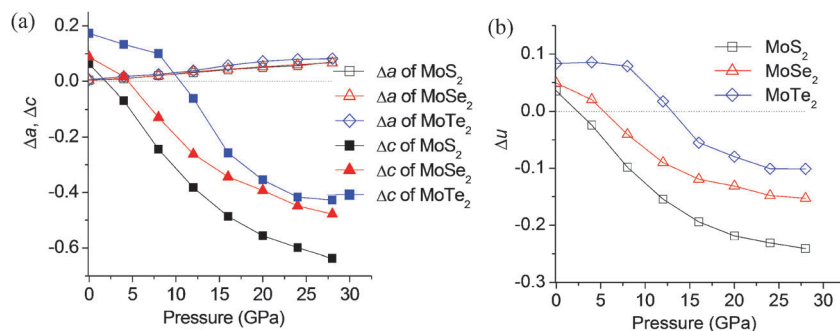 (a)
0.2
0.0
-0.2
-0.4
-0.6
Δa, Δc
0 5 10 15 20 25 30
Pressure (GPa)
Δa of MoS2
Δa of MoSe2
Δa of MoTe2
Δc of MoS2
Δc of MoSe2
Δc of MoTe2
(b)
0.1
0.0
-0.1
-0.2
-0.3
Δu
0 5 10 15 20 25 30
Pressure (GPa)
MoS2
MoSe2
MoTe2